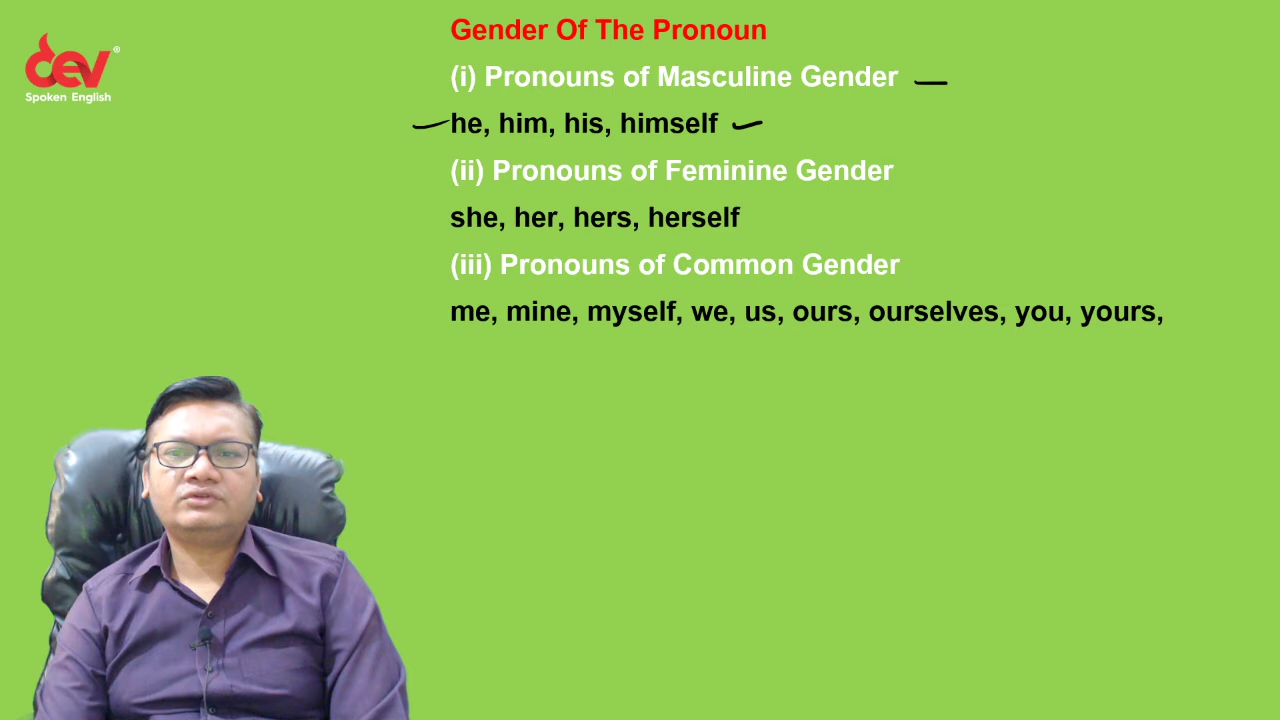 dev®
Spoken English
Gender Of The Pronoun
(i) Pronouns of Masculine Gender
he, him, his, himself
(ii) Pronouns of Feminine Gender
she, her, hers, herself
(iii) Pronouns of Common Gender
me, mine, myself, we, us, ours, ourselves, you, yours,